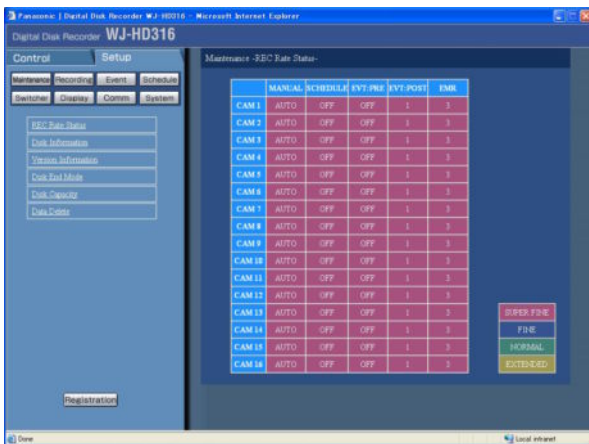 Panasonic | Digital Disk Recorder WJ-HD316 - Microsoft Internet Explorer
Digital Disk Recorder WJ-HD316
Control Setup
Maintenance Recording Event Schedule
Switcher Display Comm System
REC Rate Status
Disk Information
Version Information
Disk End Mode
Disk Capacity
Data Delete
Registration
Maintenance -REC Rate Status-
MANUAL SCHEDULE EVT:PRE EVT:POST EMR
CAM 1 AUTO OFF OFF 1 3
CAM 2 AUTO OFF OFF 1 3
CAM 3 AUTO OFF OFF 1 3
CAM 4 AUTO OFF OFF 1 3
CAM 5 AUTO OFF OFF 1 3
CAM 6 AUTO OFF OFF 1 3
CAM 7 AUTO OFF OFF 1 3
CAM 8 AUTO OFF OFF 1 3
CAM 9 AUTO OFF OFF 1 3
CAM 10 AUTO OFF OFF 1 3
CAM 11 AUTO OFF OFF 1 3
CAM 12 AUTO OFF OFF 1 3
CAM 13 AUTO OFF OFF 1 3
CAM 14 AUTO OFF OFF 1 3
CAM 15 AUTO OFF OFF 1 3
CAM 16 AUTO OFF OFF 1 3
SUPER FINE
FINE
NORMAL
EXTENDED
Done
Local intranet